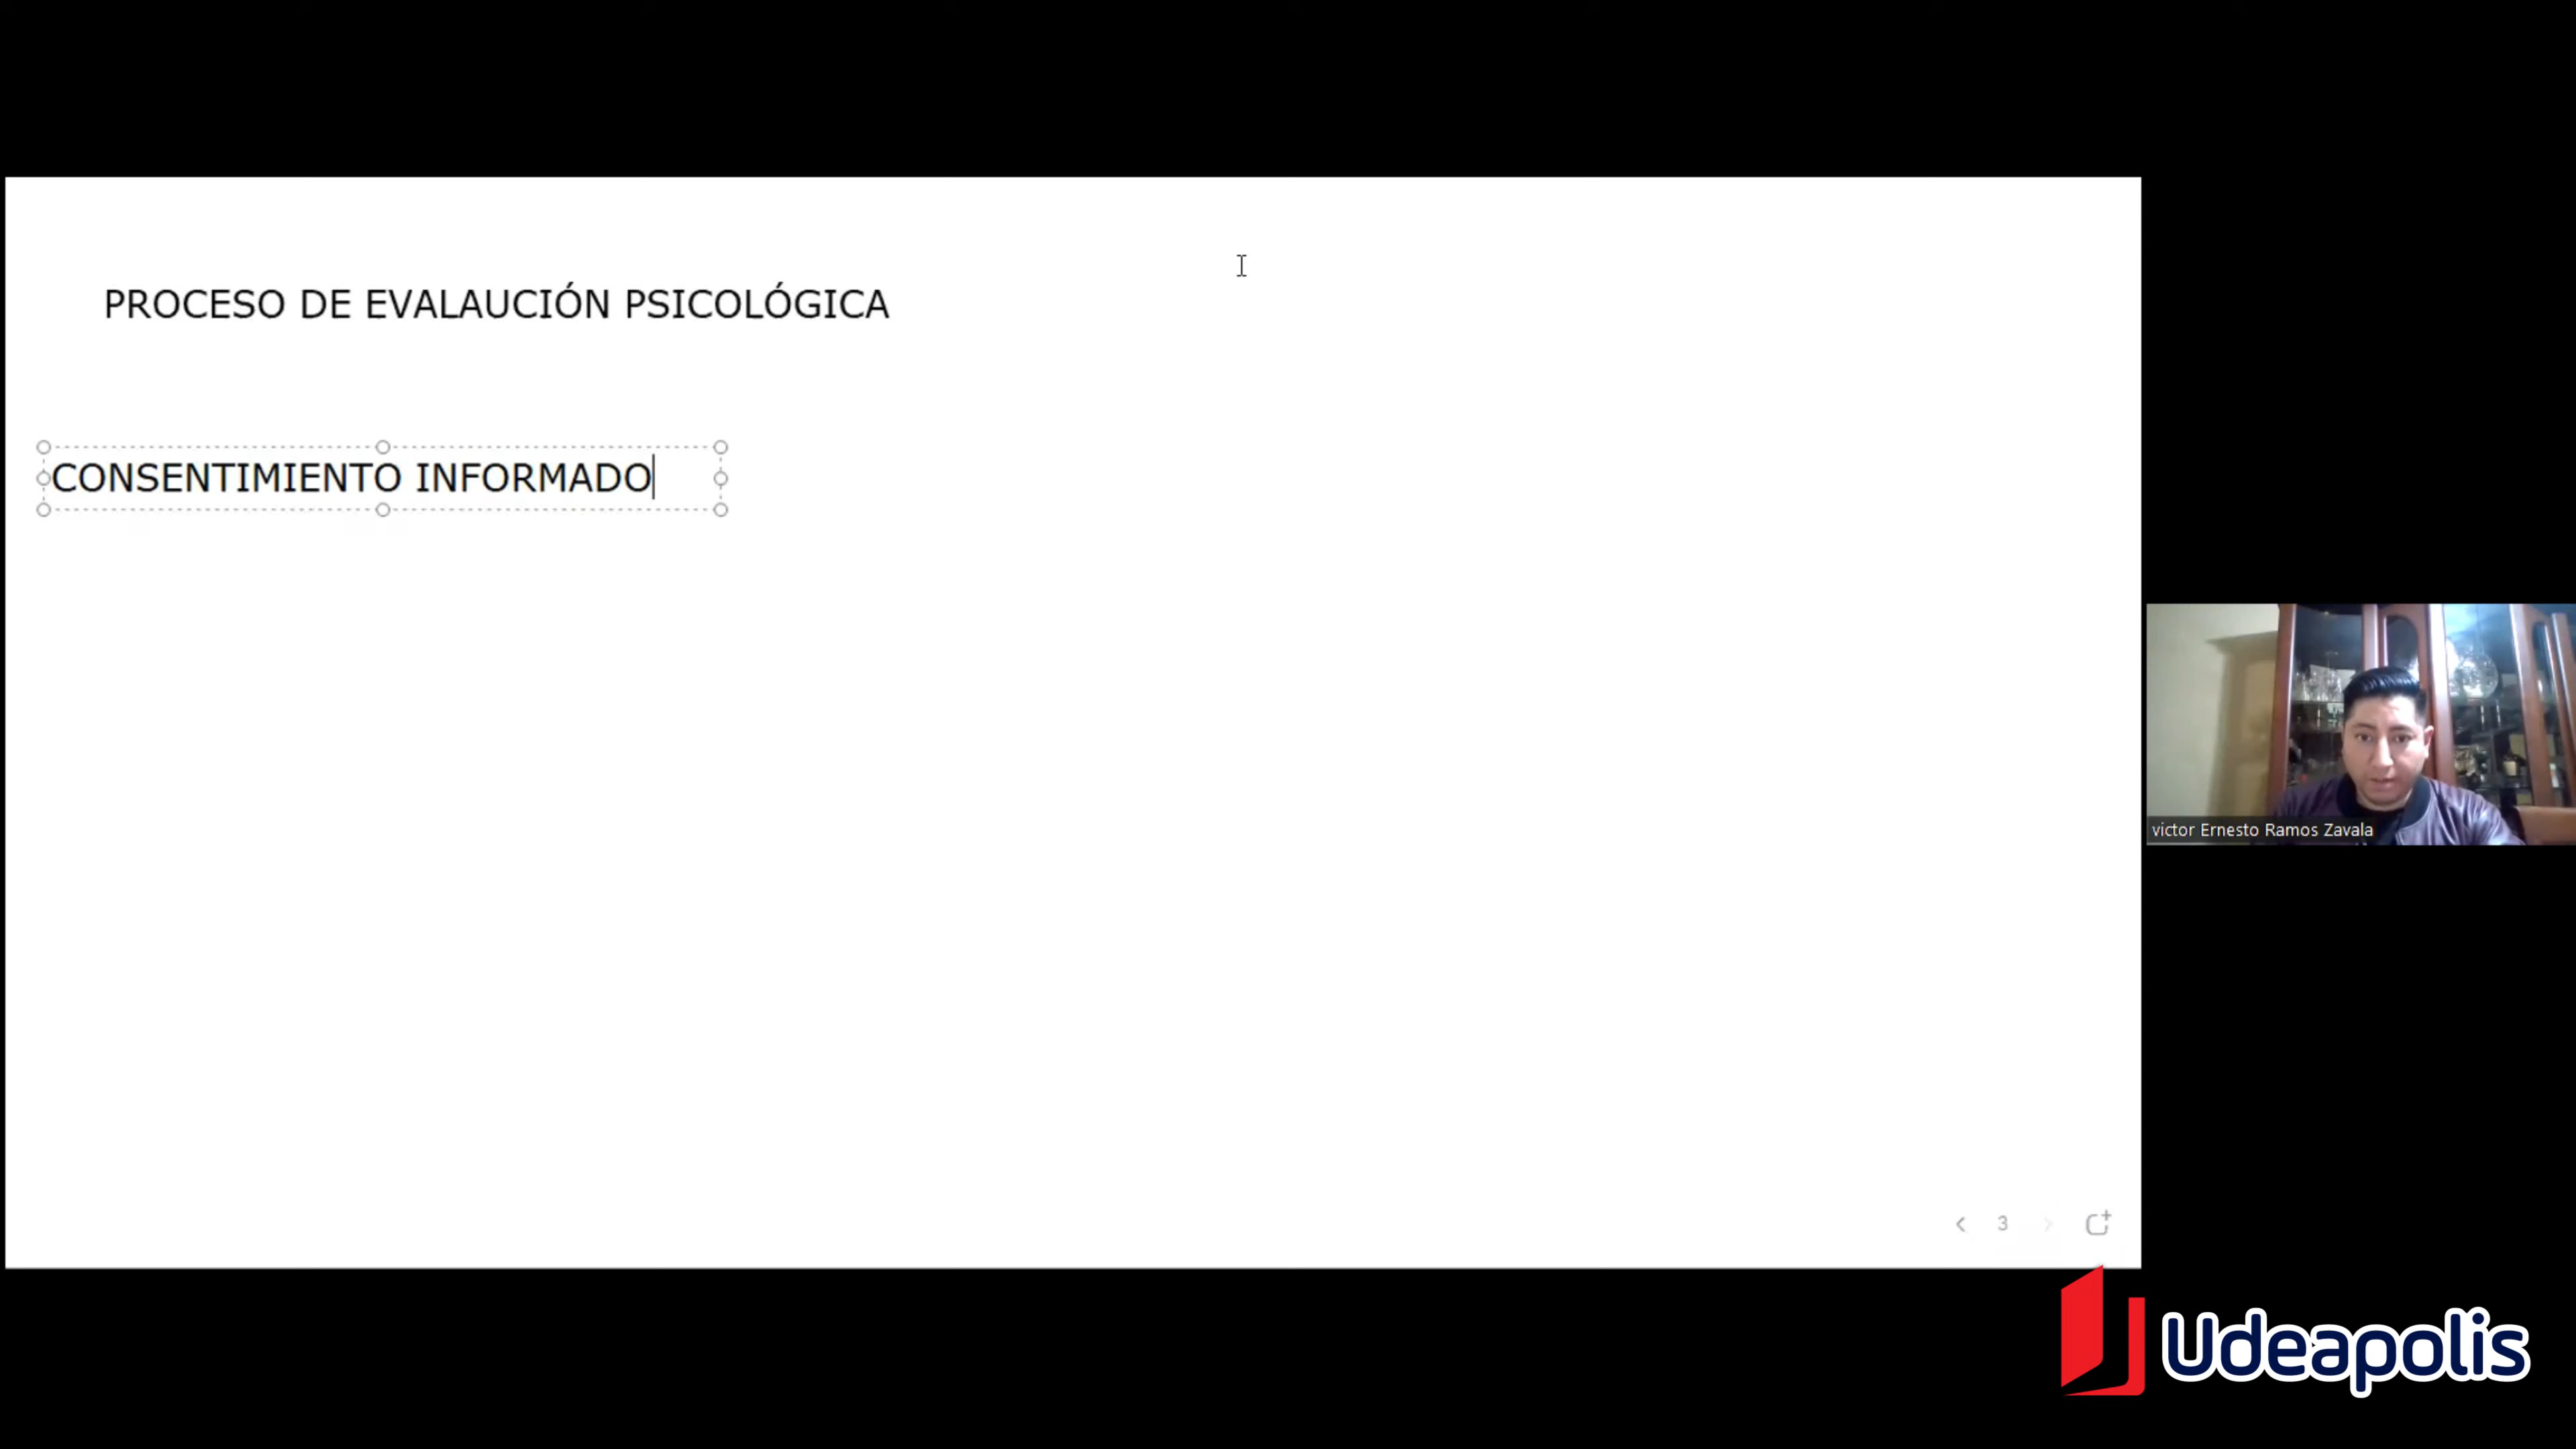 PROCESO DE EVALAUCIÓN PSICOLÓGICA
CONSENTIMIENTO INFORMADO
victor Ernesto Ramos Zavala
3
Udeapolis